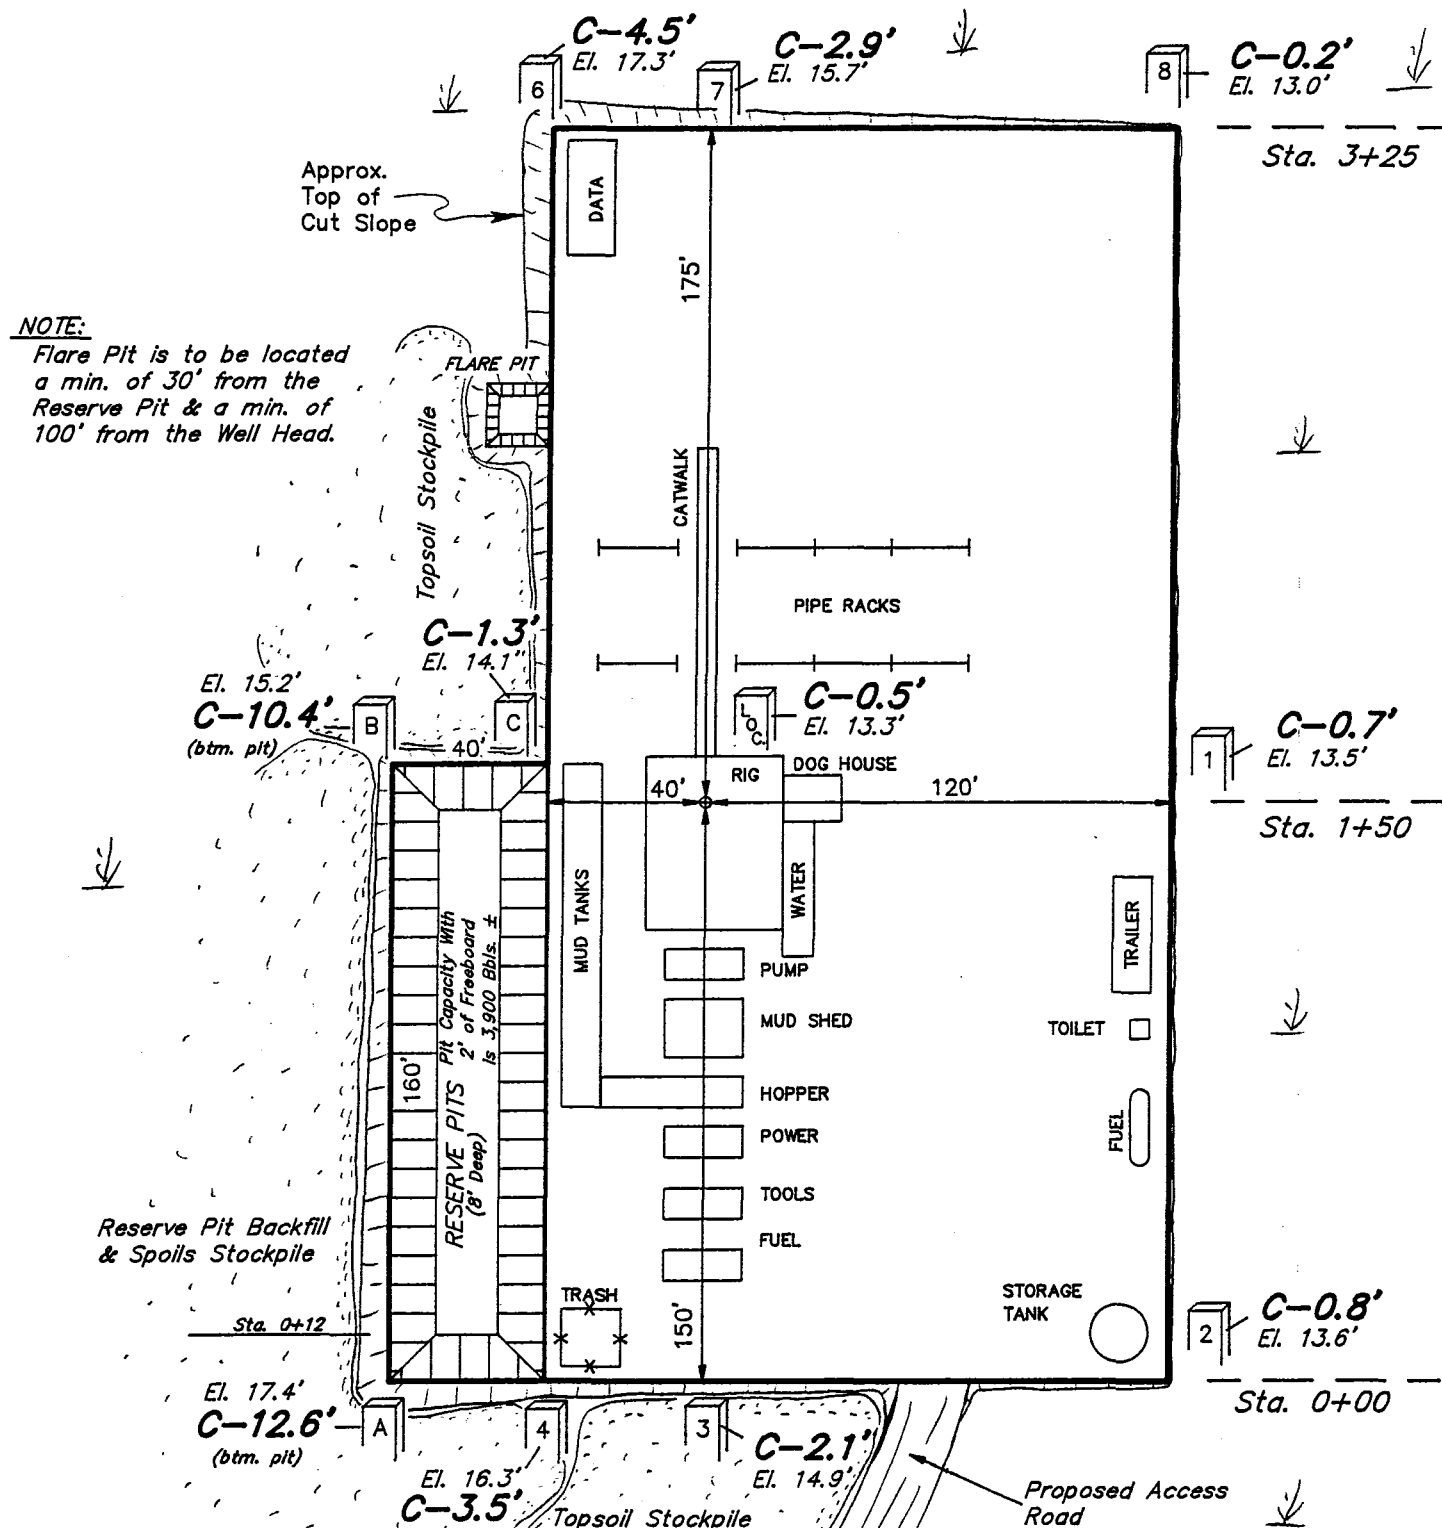 C-4.5'
El. 17.3'
6
C-2.9'
El. 15.7'
7
8
C-0.2'
El. 13.0'
Sta. 3+25
Approx.
Top of
Cut Slope
DATA
175'
NOTE:
Flare Pit is to be located
a min. of 30' from the
Reserve Pit & a min. of
100' from the Well Head.
FLARE PIT
Topsoil Stockpile
CATWALK
PIPE RACKS
C-1.3'
El. 14.1"
C
El. 15.2'
C-10.4'
(btm. pit)
B
40'
LOC.
C-0.5'
El. 13.3'
RIG
DOG HOUSE
40'
120'
1
C-0.7'
El. 13.5'
Sta. 1+50
MUD TANKS
WATER
TRAILER
PUMP
MUD SHED
TOILET
HOPPER
POWER
FUEL
TOOLS
FUEL
160'
RESERVE PITS
(8' Deep)
Pit Capacity With
2' of Freeboard
Is 3,900 Bbls. ±
Reserve Pit Backfill
& Spoils Stockpile
Sta. 0+12
TRASH
150'
STORAGE
TANK
2
C-0.8'
El. 13.6'
Sta. 0+00
El. 17.4'
C-12.6'
(btm. pit)
A
4
El. 16.3'
C-3.5'
3
C-2.1'
El. 14.9'
Topsoil Stockpile
Proposed Access
Road